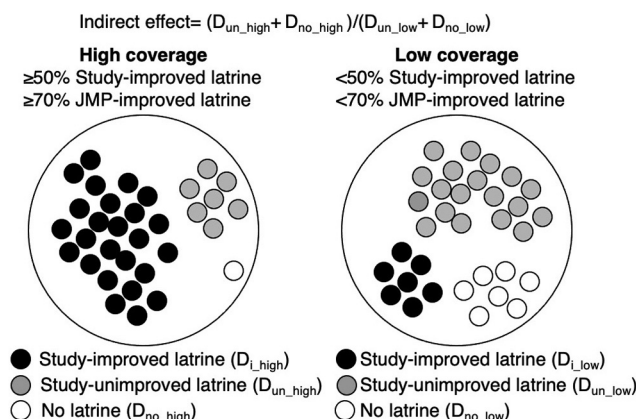 Indirect effect= (Dun_high+ Dno_high)/(Dun_low+ Dno_low)
High coverage
≥50% Study-improved latrine
≥70% JMP-improved latrine
Low coverage
<50% Study-improved latrine
<70% JMP-improved latrine
Study-improved latrine (Di_high)
Study-unimproved latrine (Dun_high)
No latrine (Dno_high)
Study-improved latrine (Di_low)
Study-unimproved latrine (Dun_low)
No latrine (Dno_low)